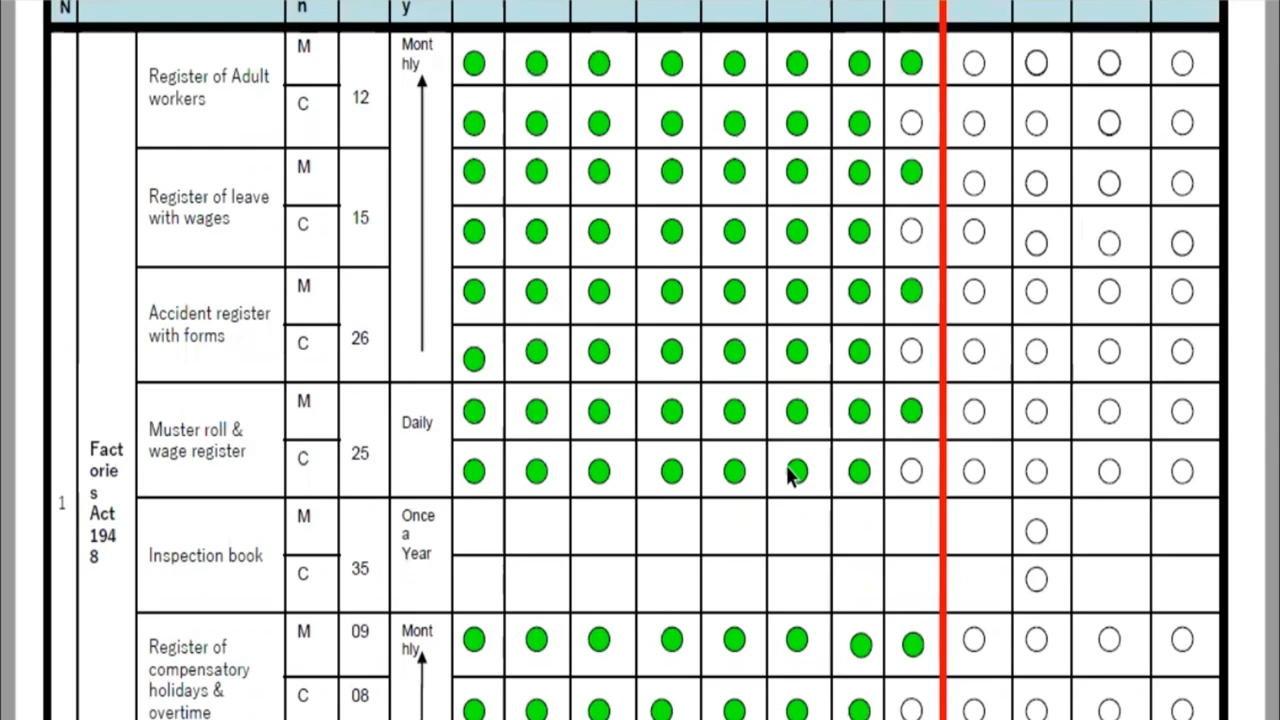 N n y
M Mont
hly
Register of Adult
workers
12
C
M
Register of leave
with wages
15
C
M
Accident register
with forms
26
C
M
Daily
Muster roll &
wage register
25
C
Fact
orie
s
Act
194
8
1
M Once
a
Year
Inspection book
35
C
M 09 Mont
hly
Register of
compensatory
holidays &
overtime
C 08